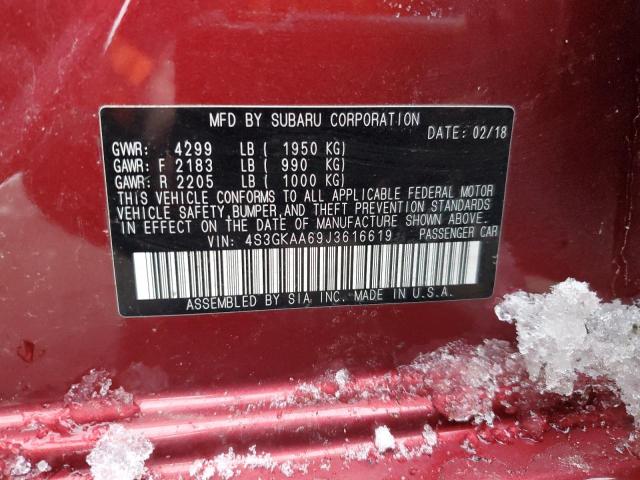 MFD BY SUBARU CORPORATION
DATE: 02/18
GVWR: 4299 LB ( 1950 KG)
GAWR: F 2183 LB ( 990 KG)
GAWR: R 2205 LB ( 1000 KG)
THIS VEHICLE CONFORMS TO ALL APPLICABLE FEDERAL MOTOR
VEHICLE SAFETY, BUMPER, AND THEFT PREVENTION STANDARDS
IN EFFECT ON THE DATE OF MANUFACTURE SHOWN ABOVE.
VIN: 4S3GKAA69J3616619 PASSENGER CAR
ASSEMBLED BY SIA INC. MADE IN U.S.A.